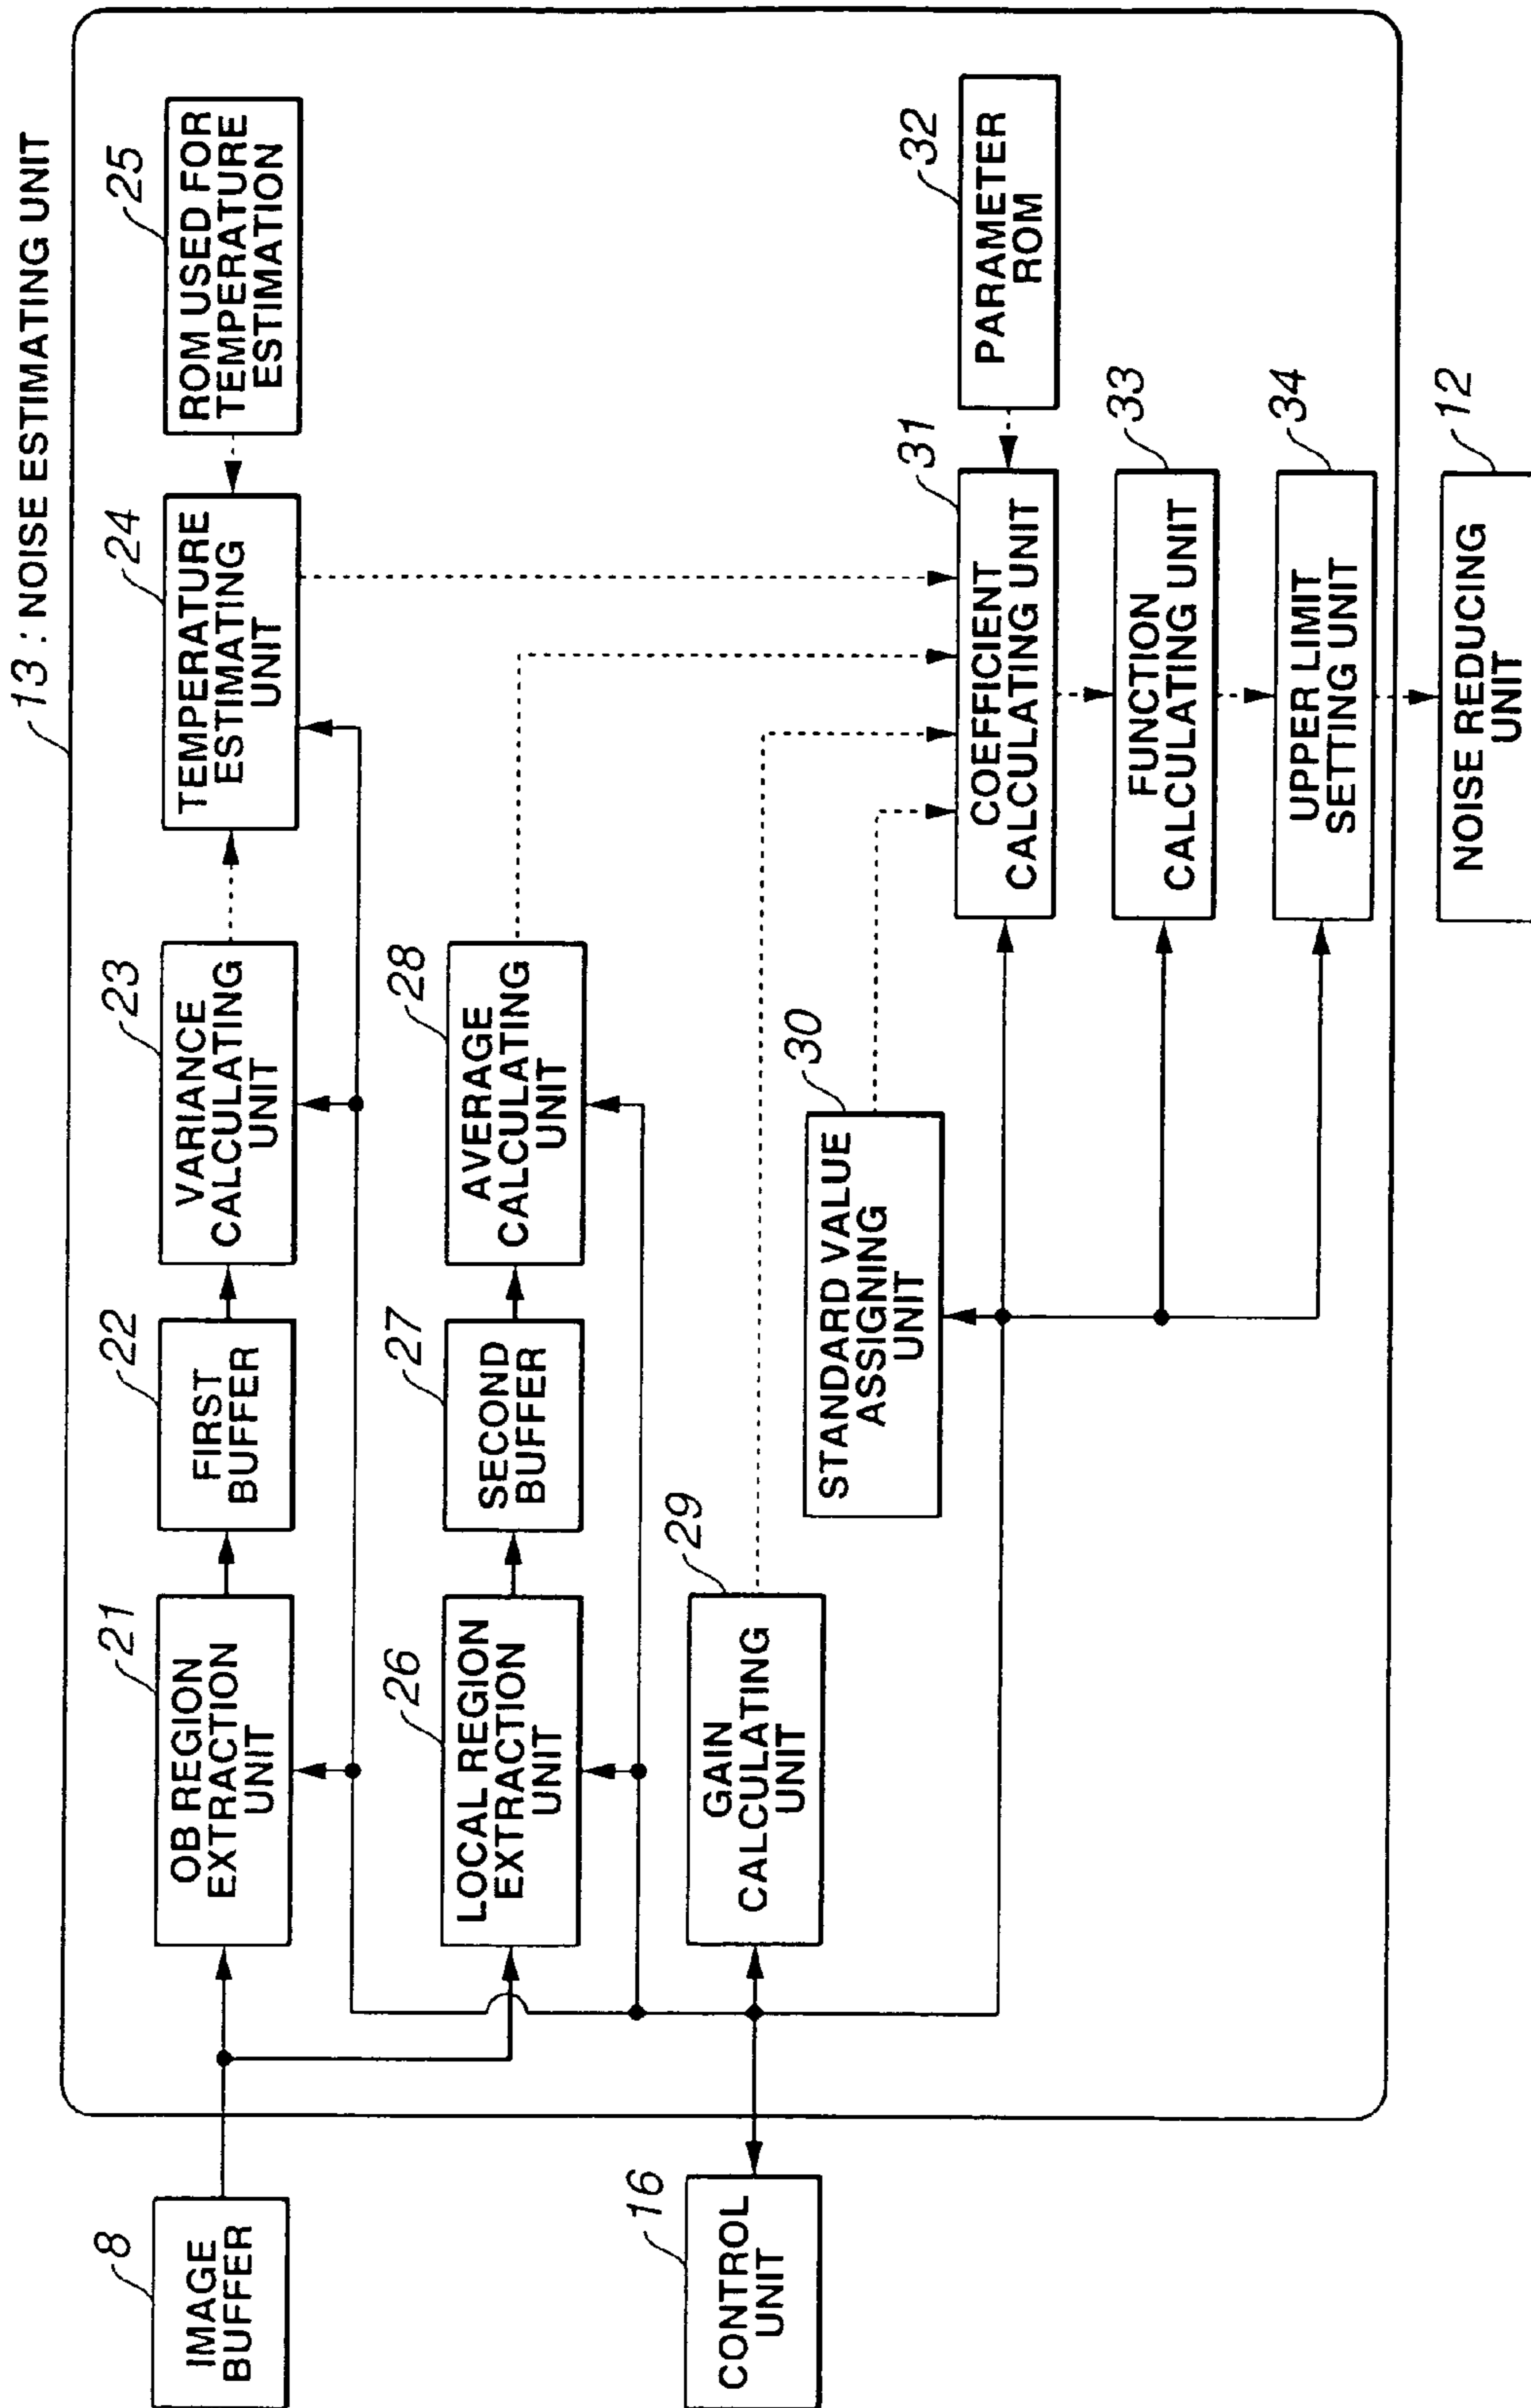 13 : NOISE ESTIMATING UNIT
8
IMAGE
BUFFER
21
OB REGION
EXTRACTION
UNIT
22
FIRST
BUFFER
23
VARIANCE
CALCULATING
UNIT
24
TEMPERATURE
ESTIMATING
UNIT
25
ROM USED FOR
TEMPERATURE
ESTIMATION
26
LOCAL REGION
EXTRACTION
UNIT
27
SECOND
BUFFER
28
AVERAGE
CALCULATING
UNIT
16
CONTROL
UNIT
29
GAIN
CALCULATING
UNIT
30
STANDARD VALUE
ASSIGNING
UNIT
31
COEFFICIENT
CALCULATING UNIT
32
PARAMETER
ROM
33
FUNCTION
CALCULATING UNIT
34
UPPER LIMIT
SETTING UNIT
12
NOISE REDUCING
UNIT